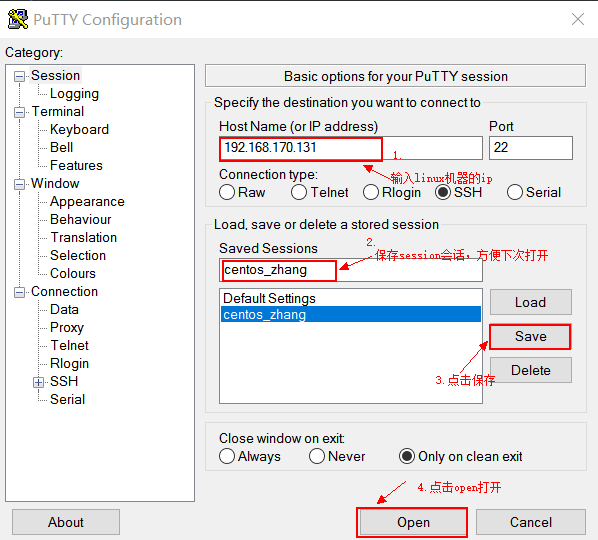 PuTTY Configuration
Category:
Session
Logging
Terminal
Keyboard
Bell
Features
Window
Appearance
Behaviour
Translation
Selection
Colours
Connection
Data
Proxy
Telnet
Rlogin
SSH
Serial
Basic options for your PuTTY session
Specify the destination you want to connect to
Host Name (or IP address) Port
192.168.170.131 1. 22
输入linux机器的ip
Connection type:
Raw Telnet Rlogin SSH Serial
Load, save or delete a stored session
2.
Saved Sessions
保存session会话，方便下次打开
centos_zhang
Default Settings
centos_zhang
Load
Save
Delete
3.点击保存
Close window on exit:
Always Never Only on clean exit
4.点击open打开
About Open Cancel